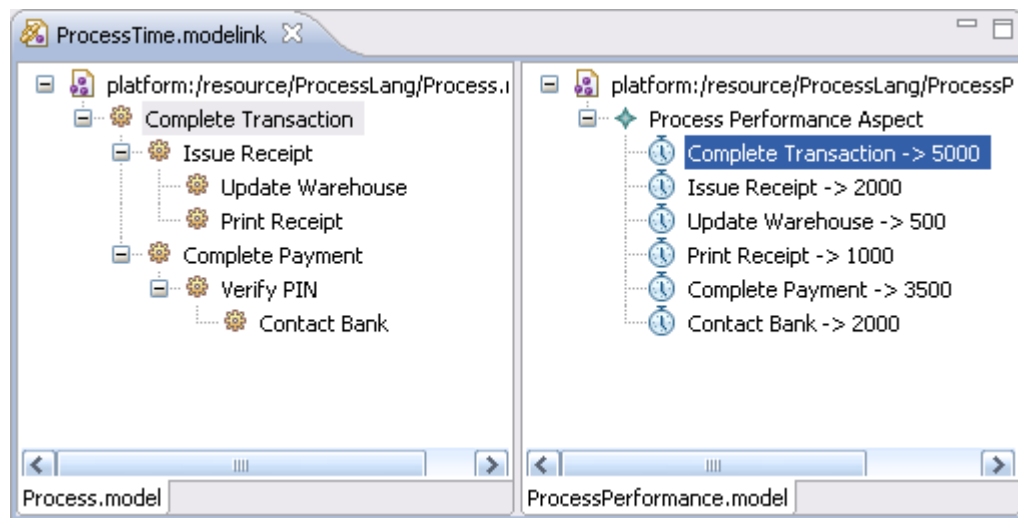 ProcessTime.modelink
platform:/resource/ProcessLang/Process.
Complete Transaction
Issue Receipt
Update Warehouse
Print Receipt
Complete Payment
Verify PIN
Contact Bank
Process.model
platform:/resource/ProcessLang/ProcessP
Process Performance Aspect
Complete Transaction -> 5000
Issue Receipt -> 2000
Update Warehouse -> 500
Print Receipt -> 1000
Complete Payment -> 3500
Contact Bank -> 2000
ProcessPerformance.model